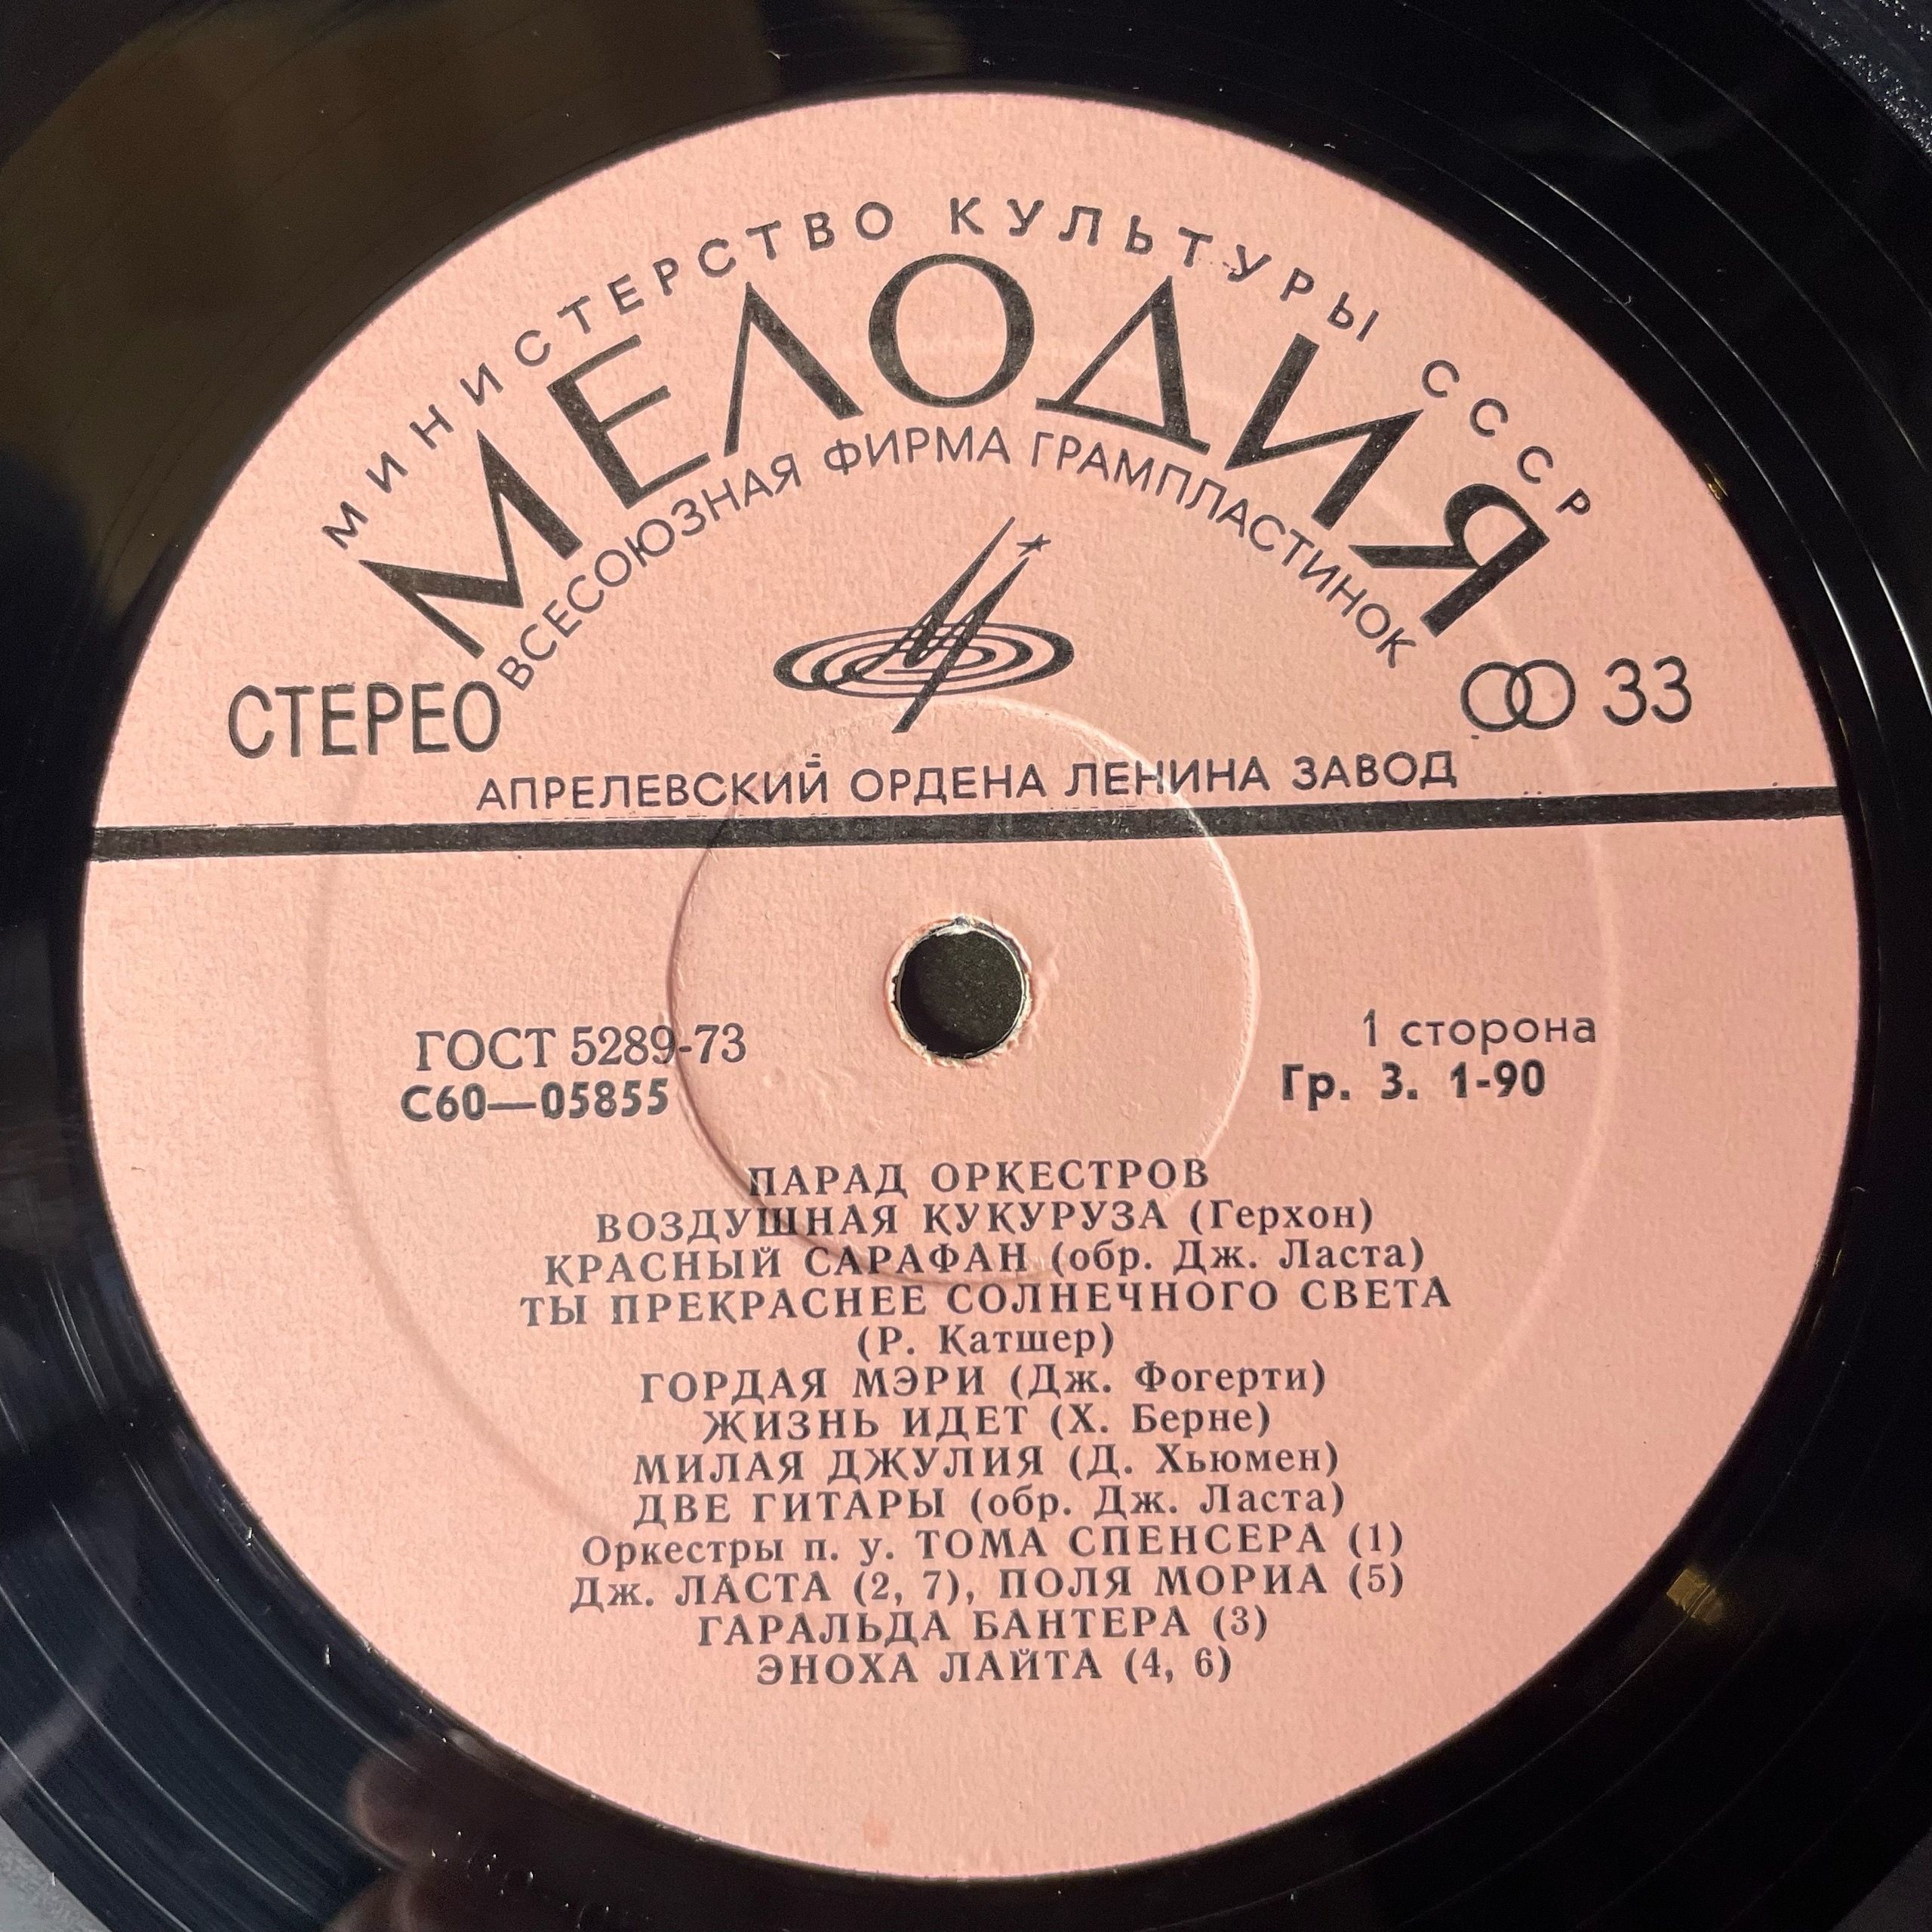 МИНИСТЕРСТВО КУЛЬТУРЫ СССР
МЕЛОДИЯ
ВСЕСОЮЗНАЯ ФИРМА ГРАМПЛАСТИНОК
СТЕРЕО
33
АПРЕЛЕВСКИЙ ОРДЕНА ЛЕНИНА ЗАВОД
ГОСТ 5289-73
С60—05855
1 сторона
Гр. 3. 1-90
ПАРАД ОРКЕСТРОВ
ВОЗДУШНАЯ КУКУРУЗА (Герхон)
КРАСНЫЙ САРАФАН (обр. Дж. Ласта)
ТЫ ПРЕКРАСНЕЕ СОЛНЕЧНОГО СВЕТА
(Р. Катшер)
ГОРДАЯ МЭРИ (Дж. Фогерти)
ЖИЗНЬ ИДЕТ (Х. Берне)
МИЛАЯ ДЖУЛИЯ (Д. Хьюмен)
ДВЕ ГИТАРЫ (обр. Дж. Ласта)
Оркестры п. у. ТОМА СПЕНСЕРА (1)
Дж. ЛАСТА (2, 7), ПОЛЯ МОРИА (5)
ГАРАЛЬДА БАНТЕРА (3)
ЭНОХА ЛАЙТА (4, 6)